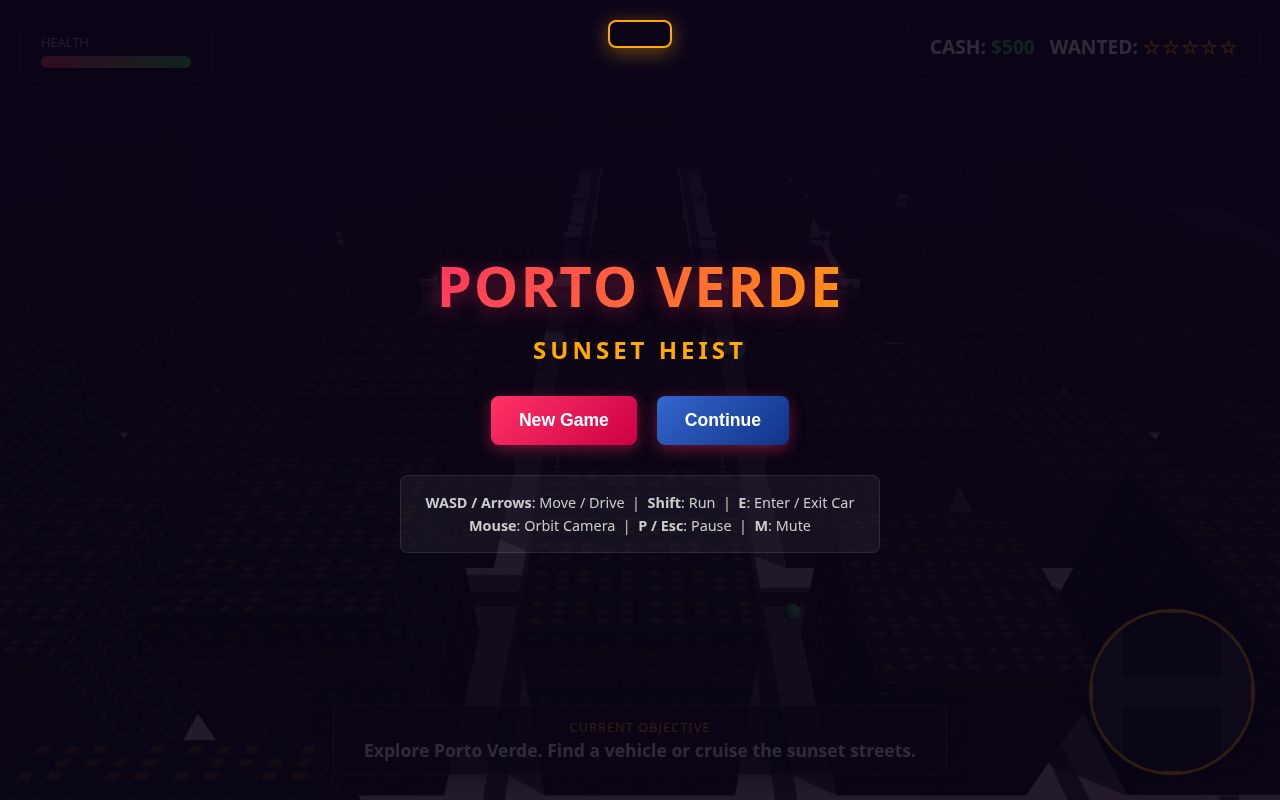 HEALTH
CASH: $500 WANTED: ☆☆☆☆☆
PORTO VERDE
SUNSET HEIST
New Game
Continue
WASD / Arrows: Move / Drive | Shift: Run | E: Enter / Exit Car
Mouse: Orbit Camera | P / Esc: Pause | M: Mute
CURRENT OBJECTIVE
Explore Porto Verde. Find a vehicle or cruise the sunset streets.